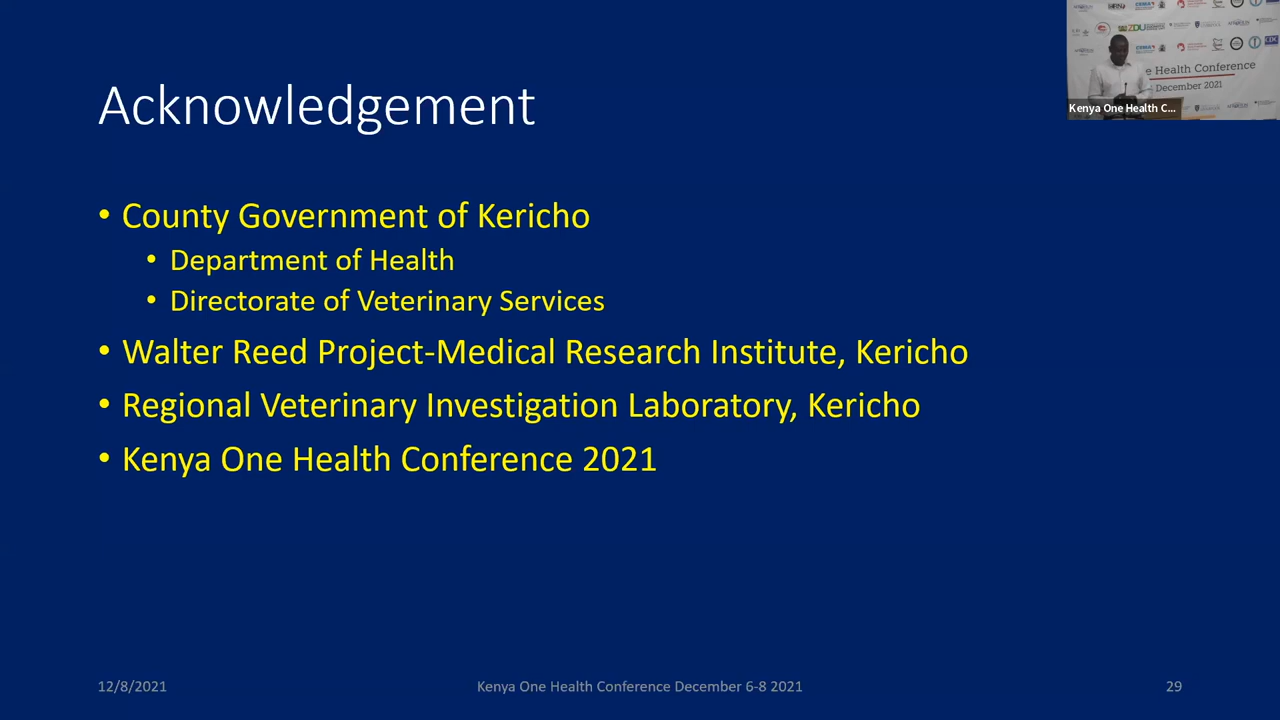 Acknowledgement
• County Government of Kericho
• Department of Health
• Directorate of Veterinary Services
• Walter Reed Project-Medical Research Institute, Kericho
• Regional Veterinary Investigation Laboratory, Kericho
• Kenya One Health Conference 2021
12/8/2021
Kenya One Health Conference December 6-8 2021
29
ZDU
e Health Conference
December 2021
Kenya One Health C...